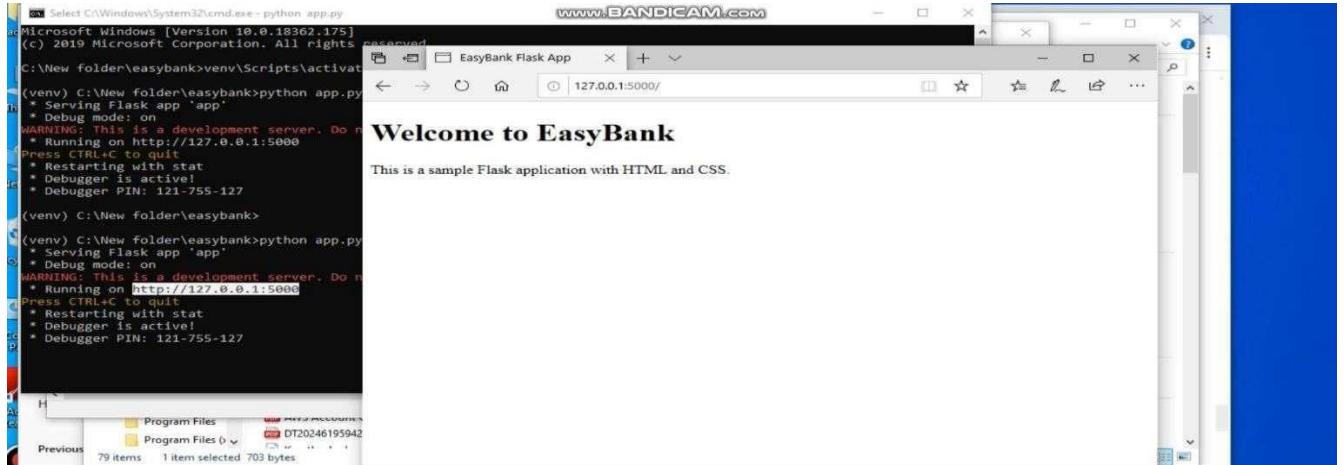 Select C:\Windows\System32\cmd.exe - python app.py
www.BANDICAM.com
Microsoft Windows [Version 10.0.18362.175]
(c) 2019 Microsoft Corporation. All rights reserved.
C:\New folder\easybank>venv\Scripts\activat
(venv) C:\New folder\easybank>python app.py
* Serving Flask app 'app'
* Debug mode: on
WARNING: This is a development server. Do n
* Running on http://127.0.0.1:5000
Press CTRL+C to quit
* Restarting with stat
* Debugger is active!
* Debugger PIN: 121-755-127
(venv) C:\New folder\easybank>
(venv) C:\New folder\easybank>python app.py
* Serving Flask app 'app'
* Debug mode: on
WARNING: This is a development server. Do n
* Running on http://127.0.0.1:5000
Press CTRL+C to quit
* Restarting with stat
* Debugger is active!
* Debugger PIN: 121-755-127
EasyBank Flask App
127.0.0.1:5000/
Welcome to EasyBank
This is a sample Flask application with HTML and CSS.
Program Files
Program Files (x
DT20246195942
Previous
79 items 1 item selected 703 bytes